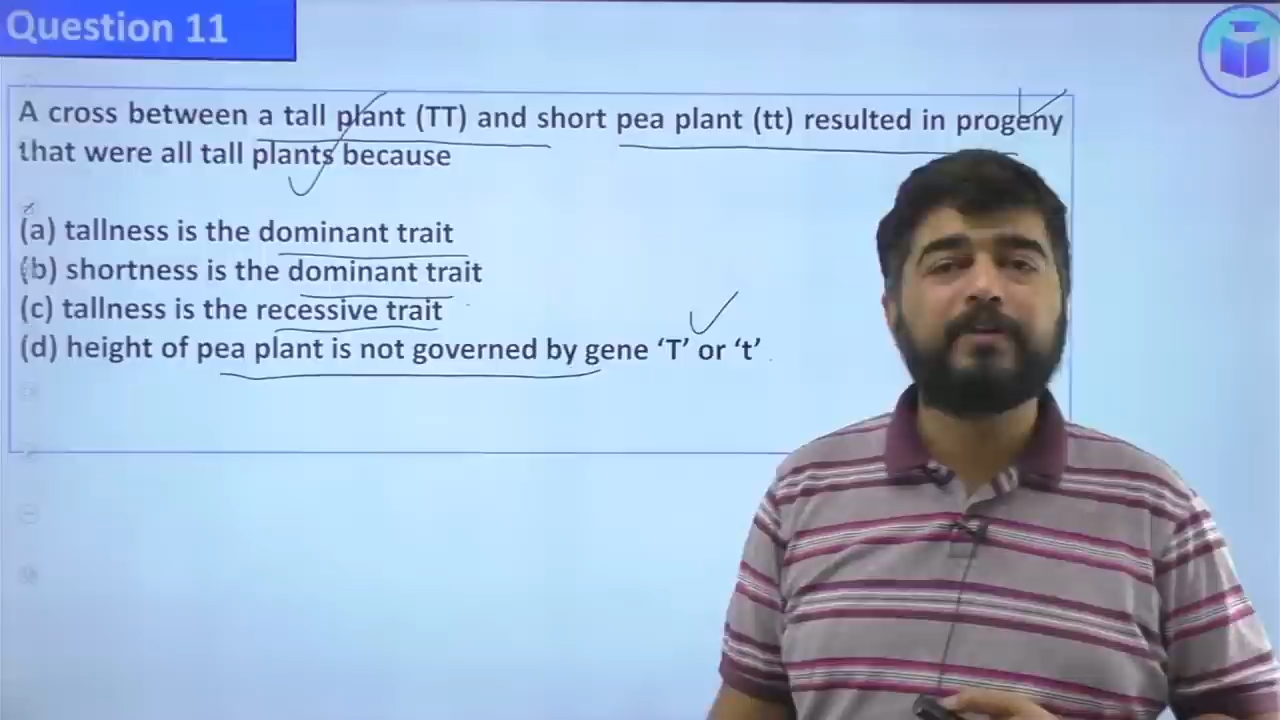 Question 11
A cross between a tall plant (TT) and short pea plant (tt) resulted in progeny
that were all tall plants because
(a) tallness is the dominant trait
(b) shortness is the dominant trait
(c) tallness is the recessive trait
(d) height of pea plant is not governed by gene ‘T’ or ‘t’